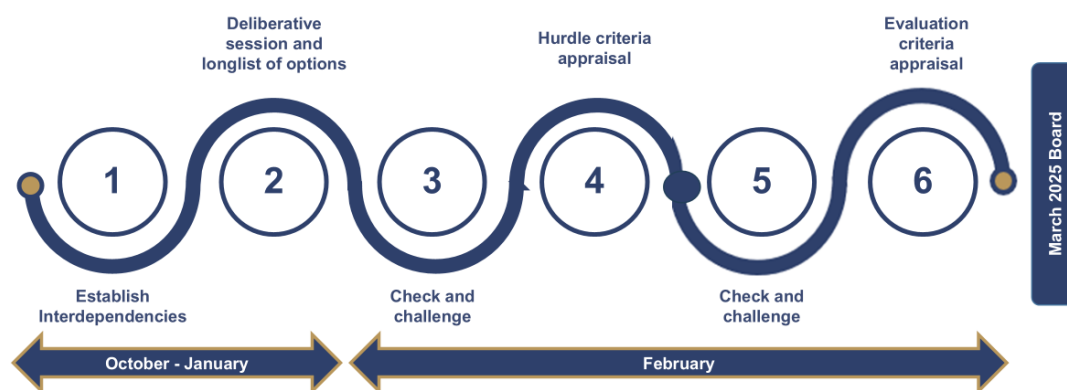 Deliberative
session and
longlist of options
Hurdle criteria
appraisal
Evaluation
criteria
appraisal
1
2
3
4
5
6
March 2025 Board
Establish
Interdependencies
Check and
challenge
Check and
challenge
October - January
February